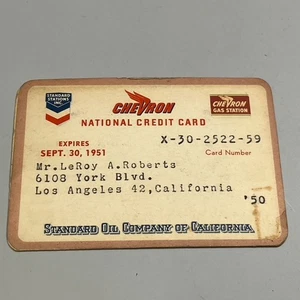 STANDARD STATIONS INC.
CHEVRON
CHEVRON
GAS STATION
NATIONAL CREDIT CARD
X-30-2522-59
EXPIRES
Card Number
SEPT. 30, 1951
Mr.LeRoy A.Roberts
6108 York Blvd.
Los Angeles 42,California
'50
STANDARD OIL COMPANY OF CALIFORNIA